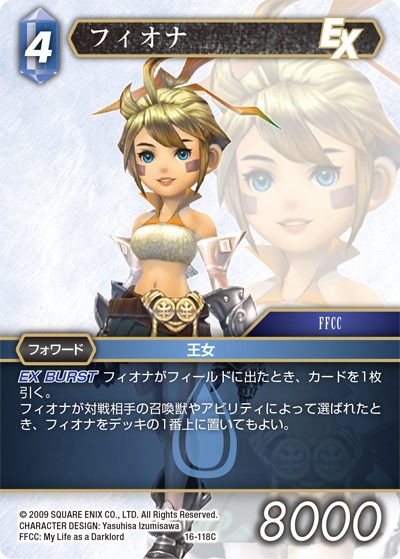 4 フィオナ EX
FFCC
フォワード 王女
EX BURST フィオナがフィールドに出たとき、カードを1枚
引く。
フィオナが対戦相手の召喚獣やアビリティによって選ばれたと
き、フィオナをデッキの1番上に置いてもよい。
© 2009 SQUARE ENIX CO., LTD. All Rights Reserved.
CHARACTER DESIGN: Yasuhisa Izumisawa
FFCC: My Life as a Darklord 16-118C
8000